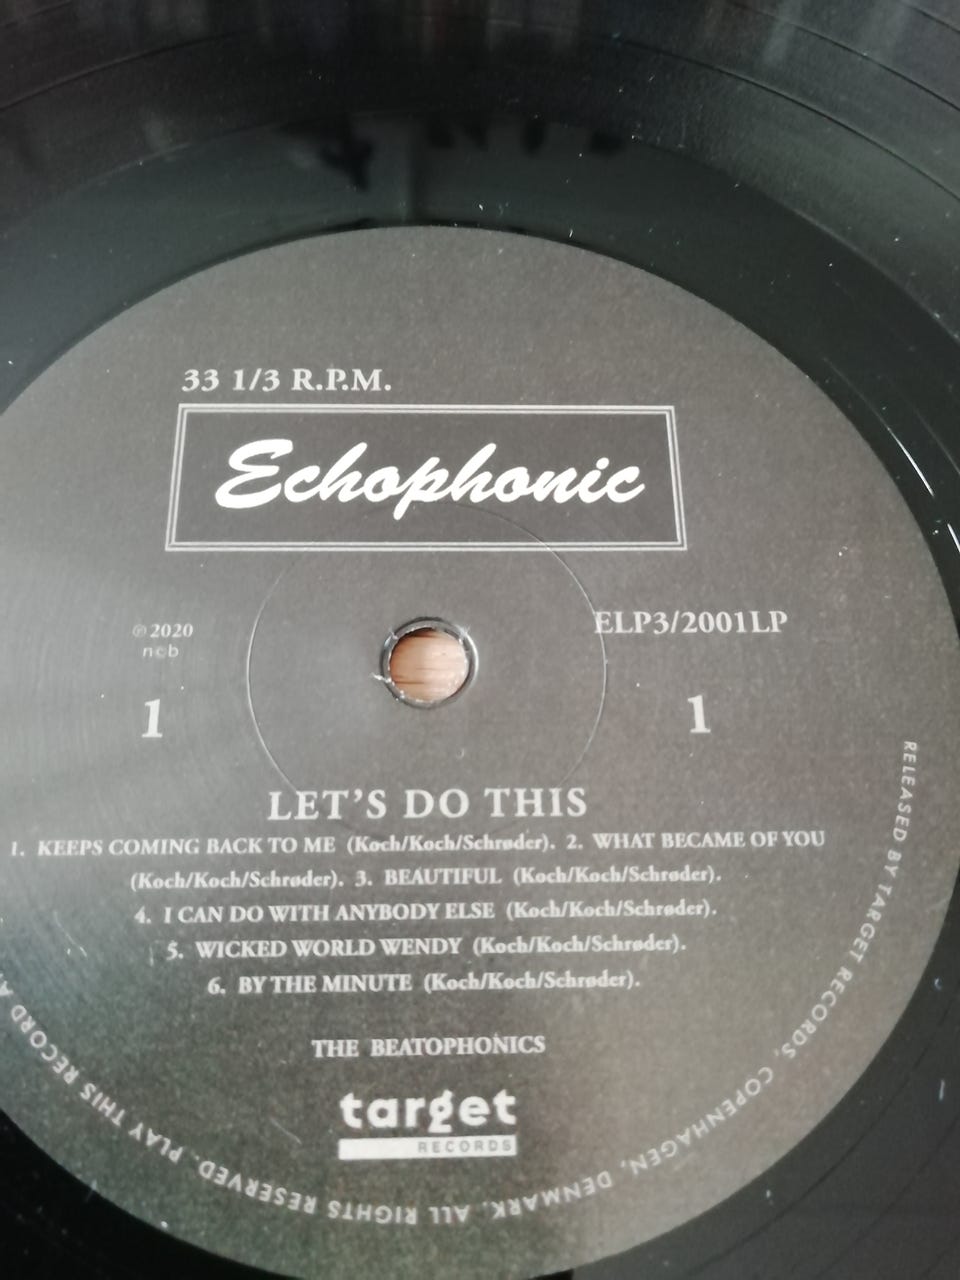 33 1/3 R.P.M.
Echophonic
℗ 2020
ncb
ELP3/2001LP
1
1
LET'S DO THIS
1. KEEPS COMING BACK TO ME (Koch/Koch/Schrøder). 2. WHAT BECAME OF YOU
(Koch/Koch/Schrøder). 3. BEAUTIFUL (Koch/Koch/Schrøder).
4. I CAN DO WITH ANYBODY ELSE (Koch/Koch/Schrøder).
5. WICKED WORLD WENDY (Koch/Koch/Schrøder).
6. BY THE MINUTE (Koch/Koch/Schrøder).
THE BEATOPHONICS
target
RECORDS
RELEASED BY TARGET RECORDS, COPENHAGEN, DENMARK. ALL RIGHTS RESERVED. PLAY THIS RECORD